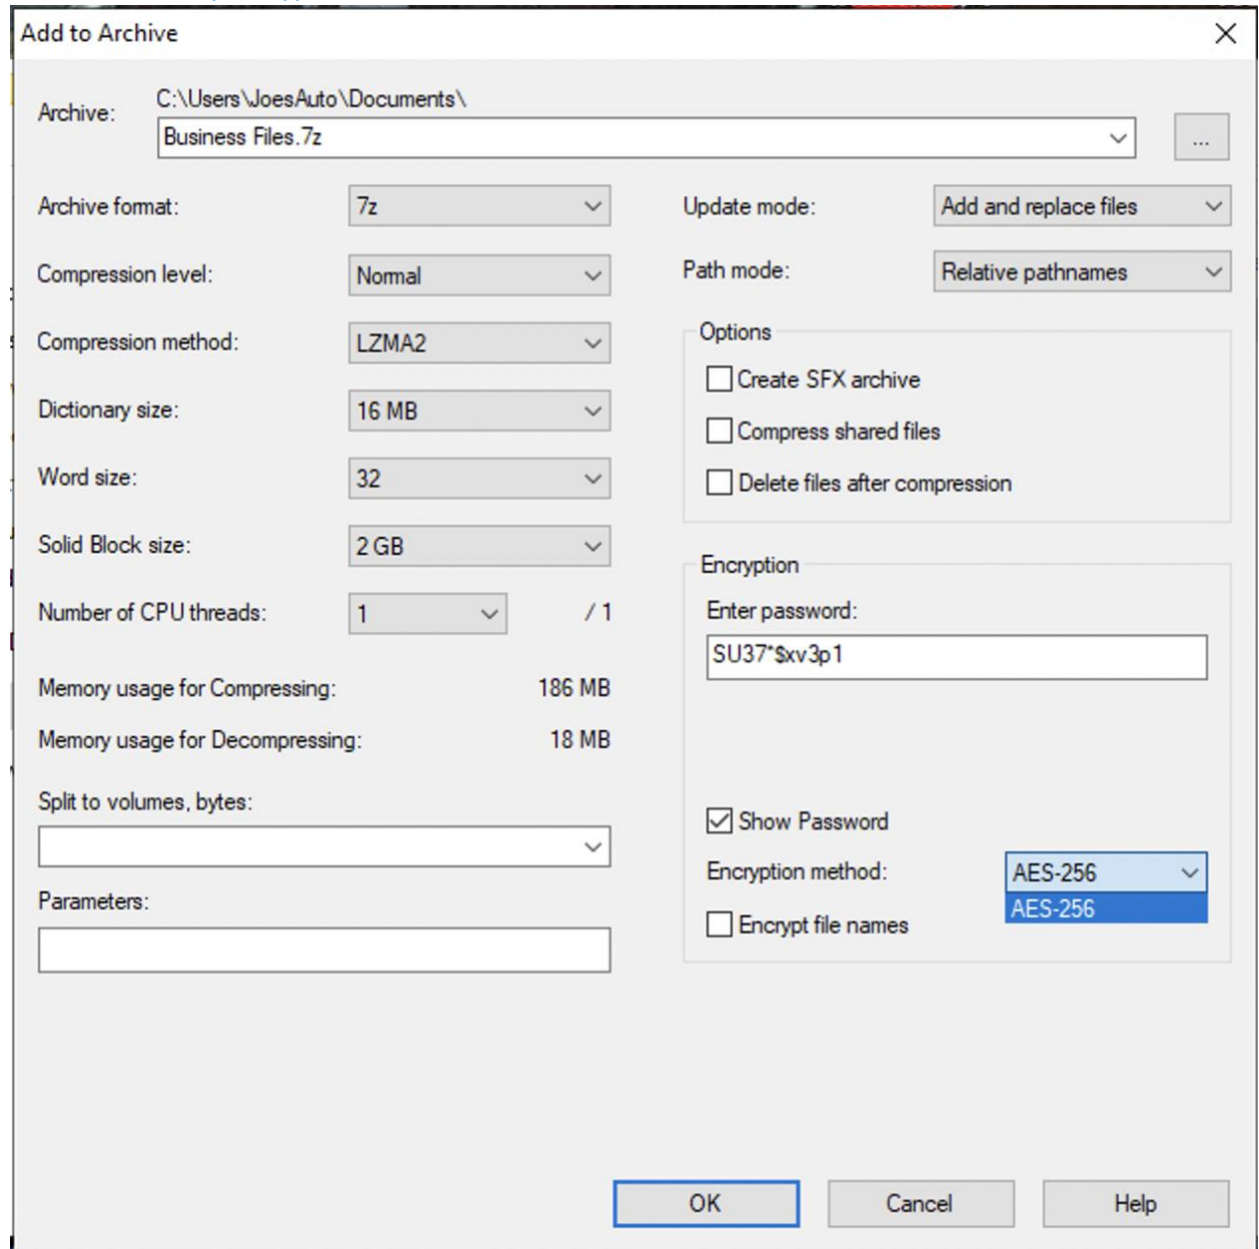 Add to Archive
Archive:
C:\Users\JoesAuto\Documents\
Business Files.7z
...
Archive format:
7z
Compression level:
Normal
Compression method:
LZMA2
Dictionary size:
16 MB
Word size:
32
Solid Block size:
2 GB
Number of CPU threads:
1
/ 1
Memory usage for Compressing:
186 MB
Memory usage for Decompressing:
18 MB
Split to volumes, bytes:
Parameters:
Update mode:
Add and replace files
Path mode:
Relative pathnames
Options
Create SFX archive
Compress shared files
Delete files after compression
Encryption
Enter password:
SU37*$xv3p1
Show Password
Encryption method:
AES-256
AES-256
Encrypt file names
OK
Cancel
Help